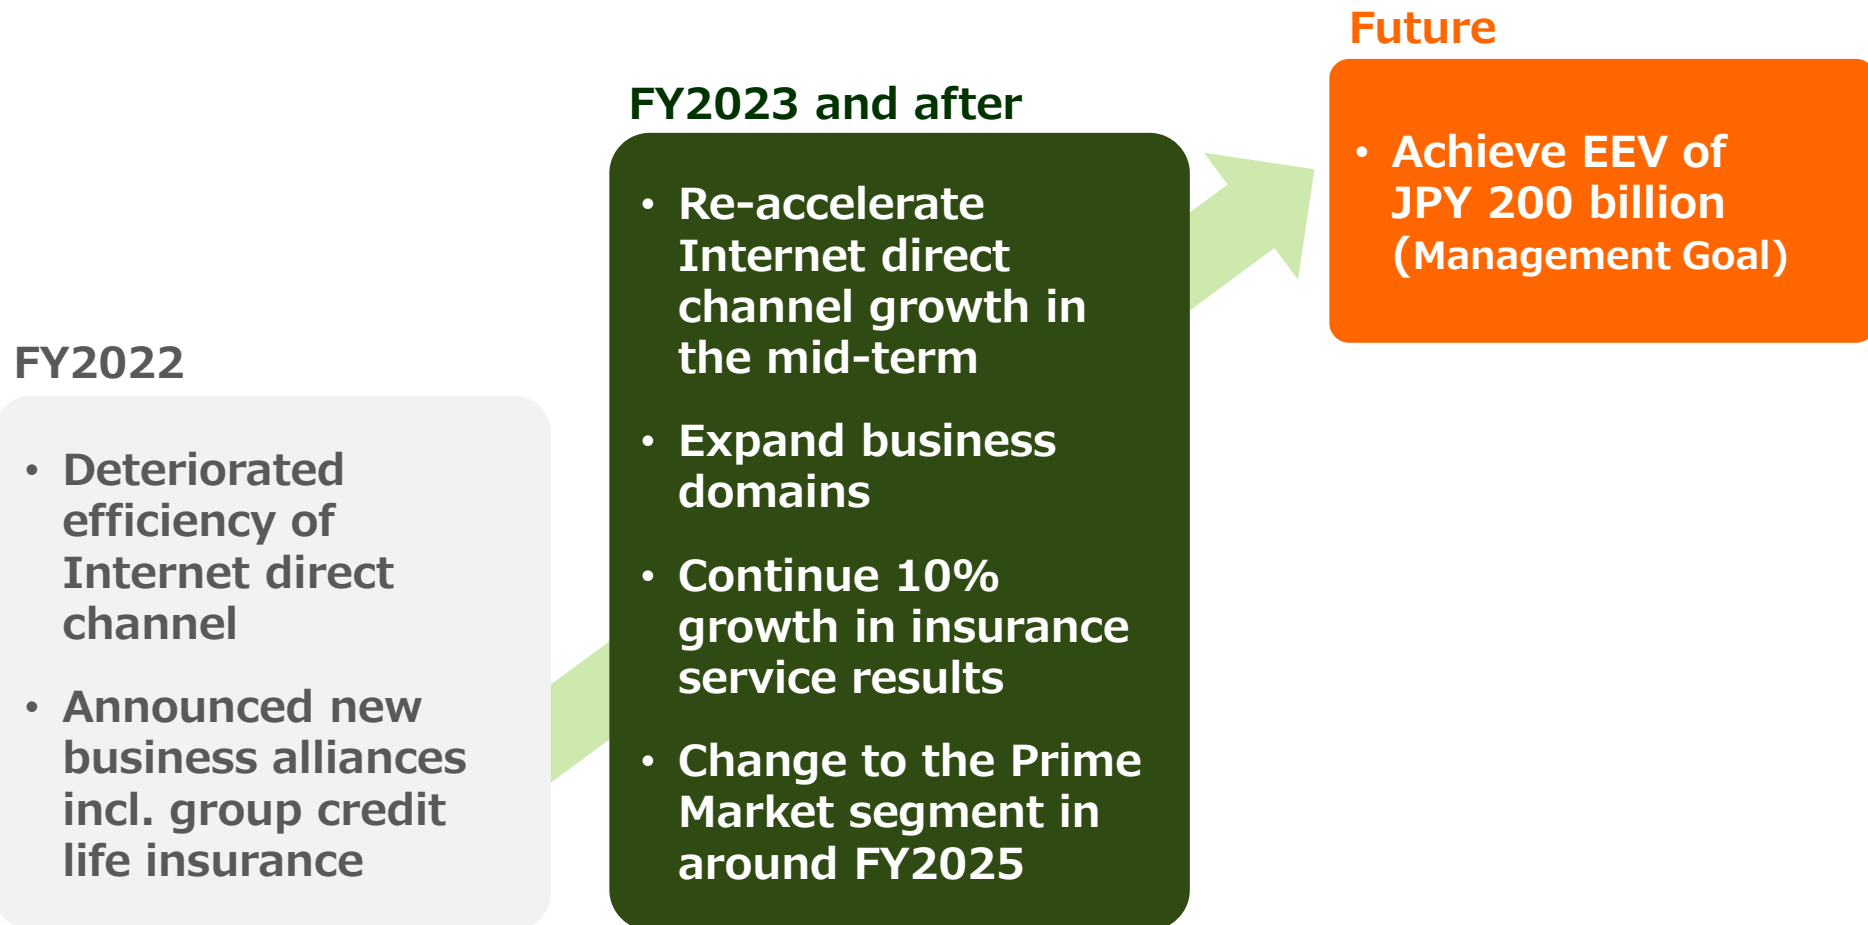 FY2022
• Deteriorated
efficiency of
Internet direct
channel
• Announced new
business alliances
incl. group credit
life insurance
FY2023 and after
• Re-accelerate
Internet direct
channel growth in
the mid-term
• Expand business
domains
• Continue 10%
growth in insurance
service results
• Change to the Prime
Market segment in
around FY2025
Future
• Achieve EEV of
JPY 200 billion
(Management Goal)